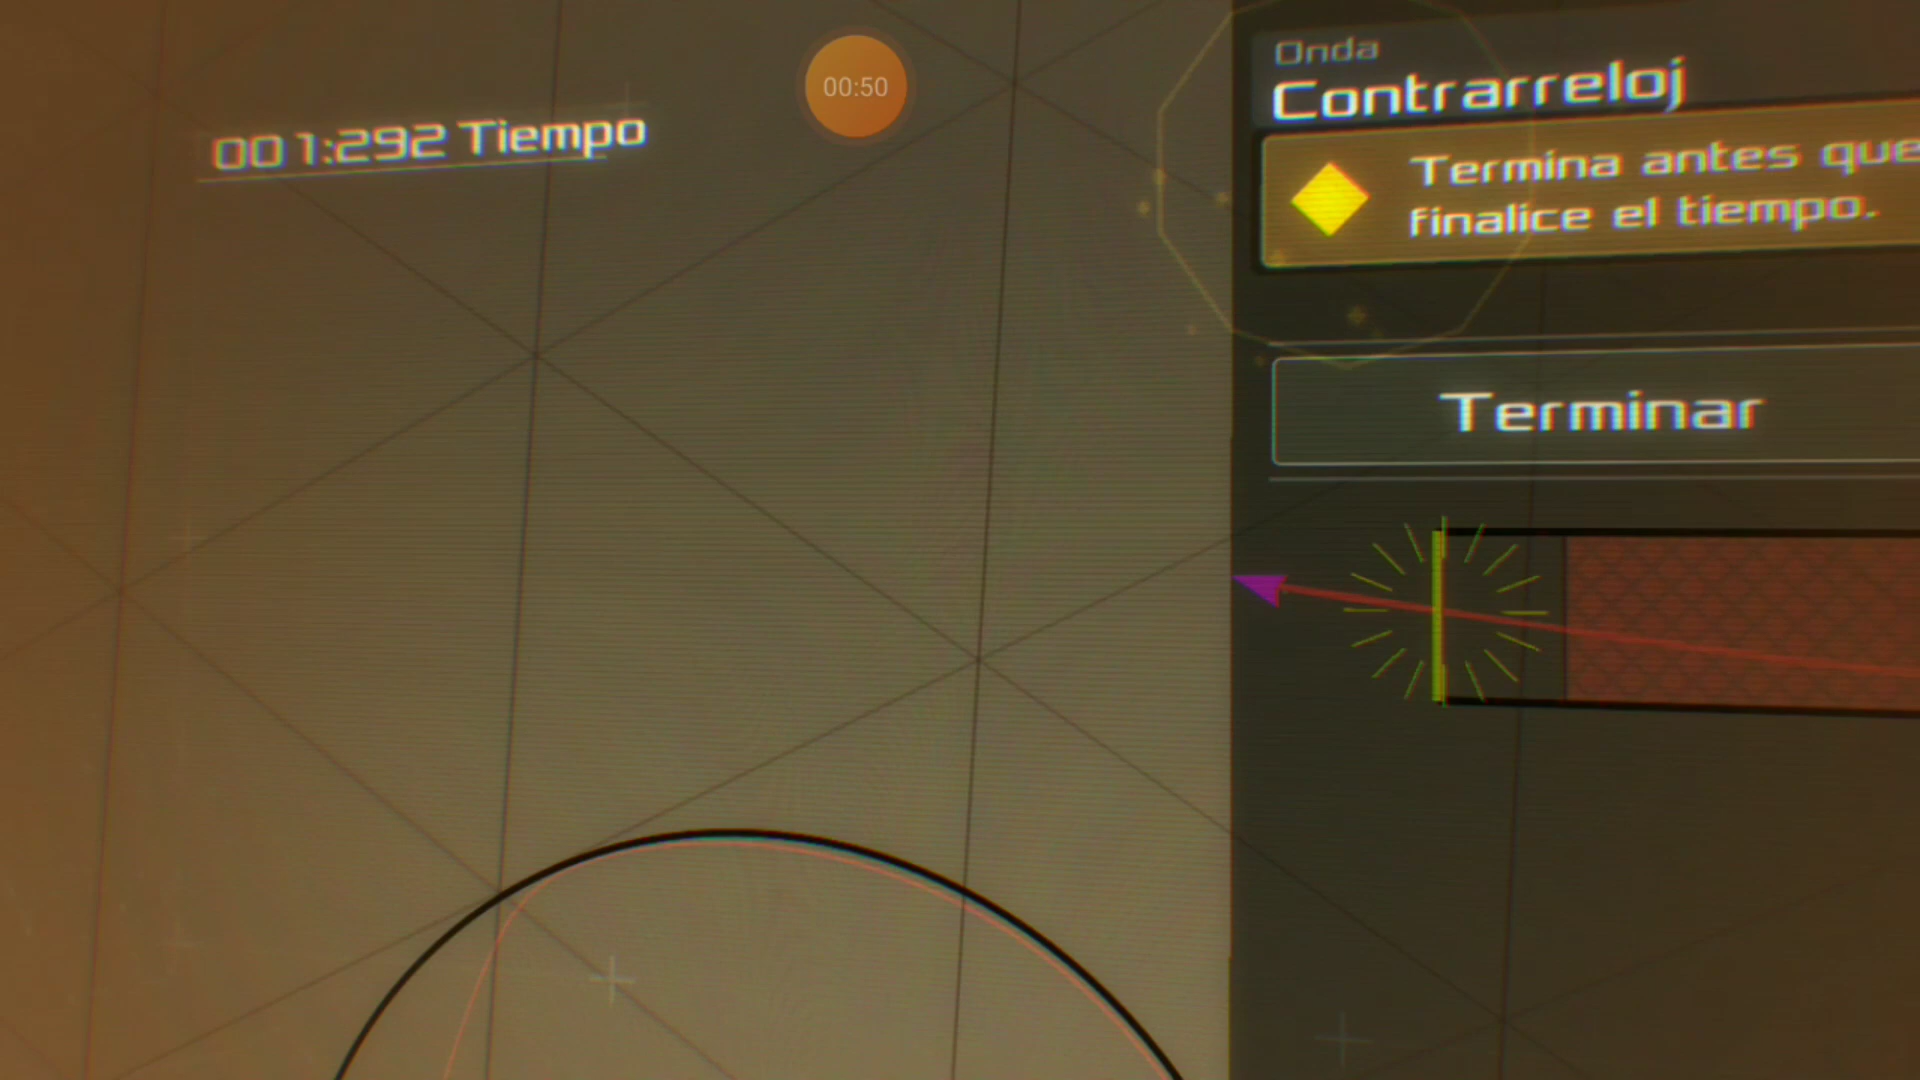 001:292 Tiempo
00:50
Onda
Contrarreloj
Termina antes que
finalice el tiempo.
Terminar